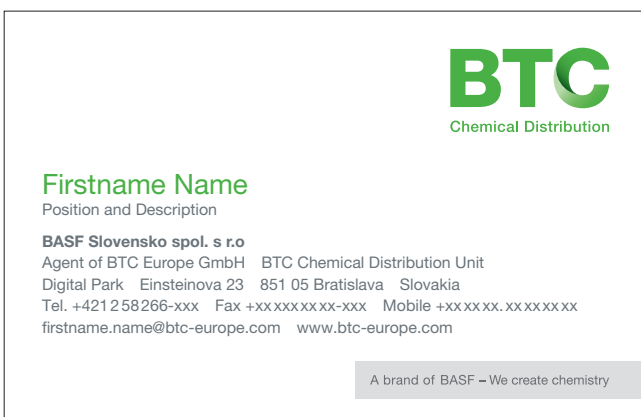 BTC
Chemical Distribution
Firstname Name
Position and Description
BASF Slovensko spol. s r.o
Agent of BTC Europe GmbH BTC Chemical Distribution Unit
Digital Park Einsteinova 23 851 05 Bratislava Slovakia
Tel. +421 2 58 266-xxx Fax +xx xxx xx xx-xxx Mobile +xx xx xx. xx xx xx xx
firstname.name@btc-europe.com www.btc-europe.com
A brand of BASF – We create chemistry